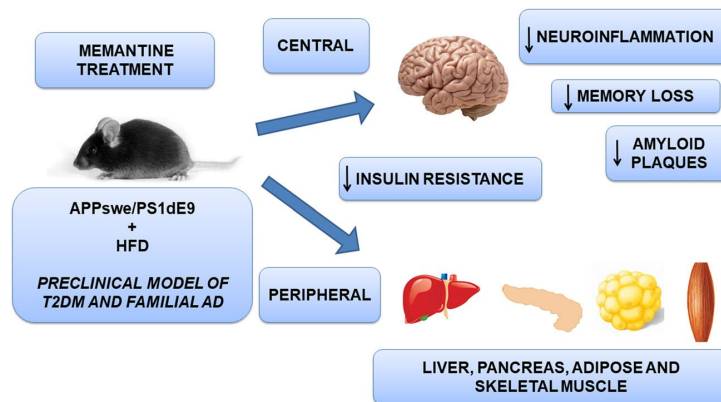 MEMANTINE
TREATMENT
CENTRAL
↓ NEUROINFLAMMATION
↓ MEMORY LOSS
↓ AMYLOID
PLAQUES
↓ INSULIN RESISTANCE
APPswe/PS1dE9
+
HFD
PRECLINICAL MODEL OF
T2DM AND FAMILIAL AD
PERIPHERAL
LIVER, PANCREAS, ADIPOSE AND
SKELETAL MUSCLE